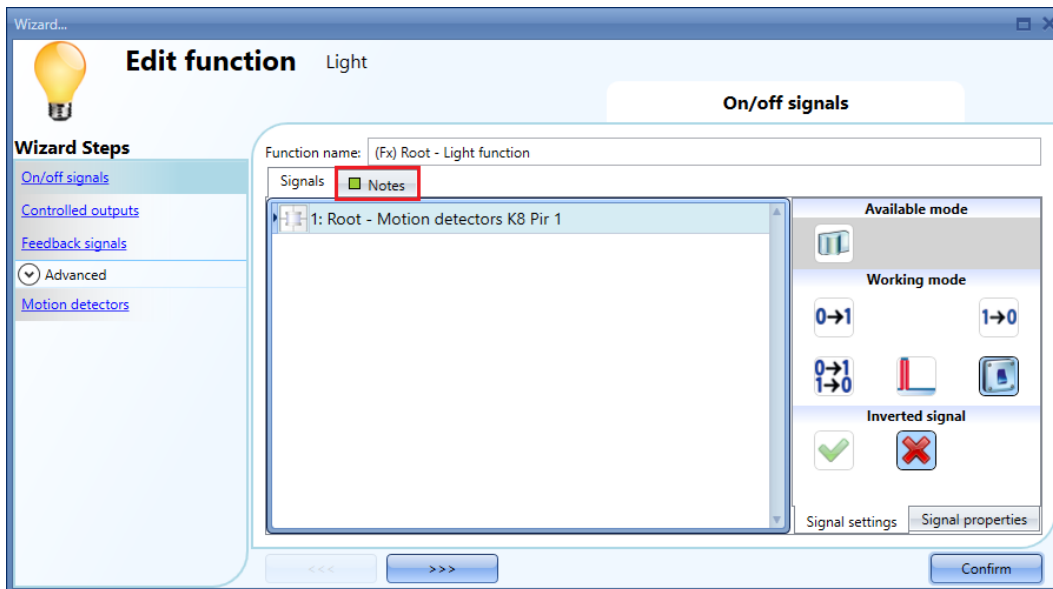 Wizard...
Edit function Light
On/off signals
Wizard Steps
On/off signals
Controlled outputs
Feedback signals
Advanced
Motion detectors
Function name: (Fx) Root - Light function
Signals Notes
1: Root - Motion detectors K8 Pir 1
Available mode
Working mode
0→1 1→0
0→1
1→0
Inverted signal
Signal settings Signal properties
<<< >>> Confirm